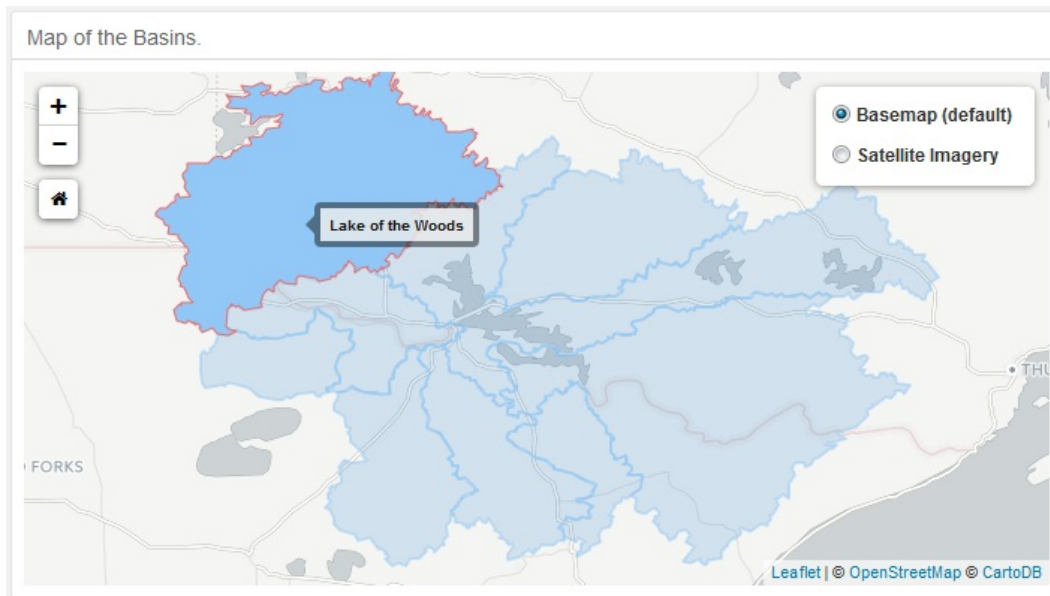 Map of the Basins.
+
−
Basemap (default)
Satellite Imagery
Lake of the Woods
THU
FORKS
Leaflet | © OpenStreetMap © CartoDB